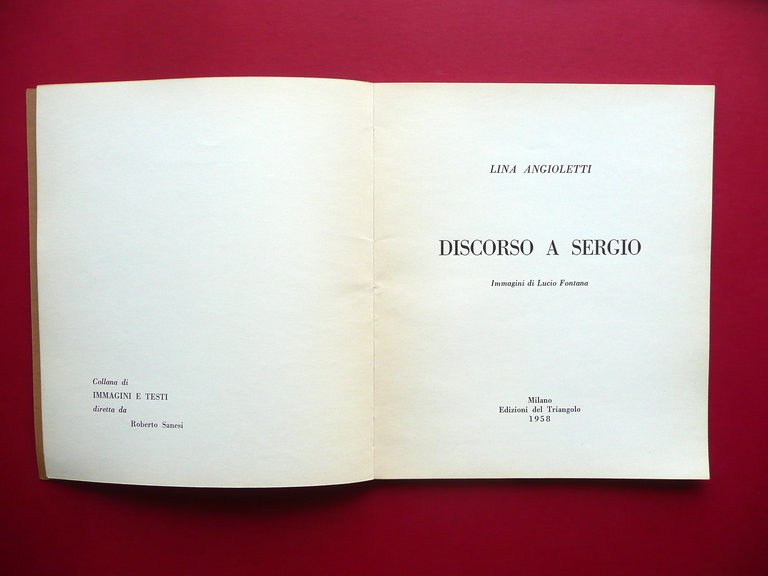 Collana di
IMMAGINI E TESTI
diretta da
Roberto Sanesi
LINA ANGIOLETTI
DISCORSO A SERGIO
Immagini di Lucio Fontana
Milano
Edizioni del Triangolo
1958